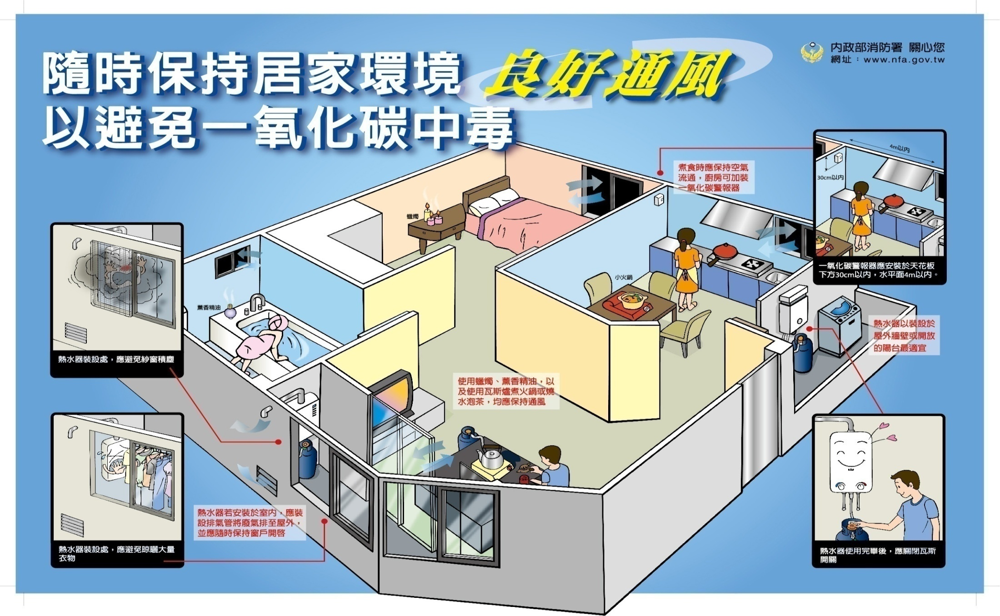 隨時保持居家環境 良好通風
以避免一氧化碳中毒
內政部消防署 關心您
網址：www.nfa.gov.tw
煮食時應保持空氣
流通，廚房可加裝
一氧化碳警報器
4m以內
30cm以內
一氧化碳警報器應安裝於天花板
下方30cm以內，水平面4m以內。
蠟燭
小火鍋
薰香精油
熱水器裝設處，應避免紗窗積塵
熱水器以裝設於
屋外牆壁或開放
的陽台最適宜
使用蠟燭、薰香精油，以
及使用瓦斯爐煮火鍋或燒
水泡茶，均應保持通風
熱水器若安裝於室內，應裝
設排氣管將廢氣排至屋外，
並應隨時保持窗戶開啓
熱水器裝設處，應避免晾曬大量
衣物
熱水器使用完畢後，應關閉瓦斯
開關